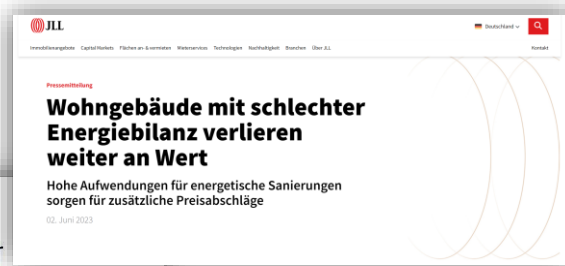 JLL
Deutschland
Immobilienangebote Capital Markets Flächen an- & vermieten Mieterservices Technologien Nachhaltigkeit Branchen Über JLL Kontakt
Pressemitteilung
Wohngebäude mit schlechter
Energiebilanz verlieren
weiter an Wert
Hohe Aufwendungen für energetische Sanierungen
sorgen für zusätzliche Preisabschläge
02. Juni 2023